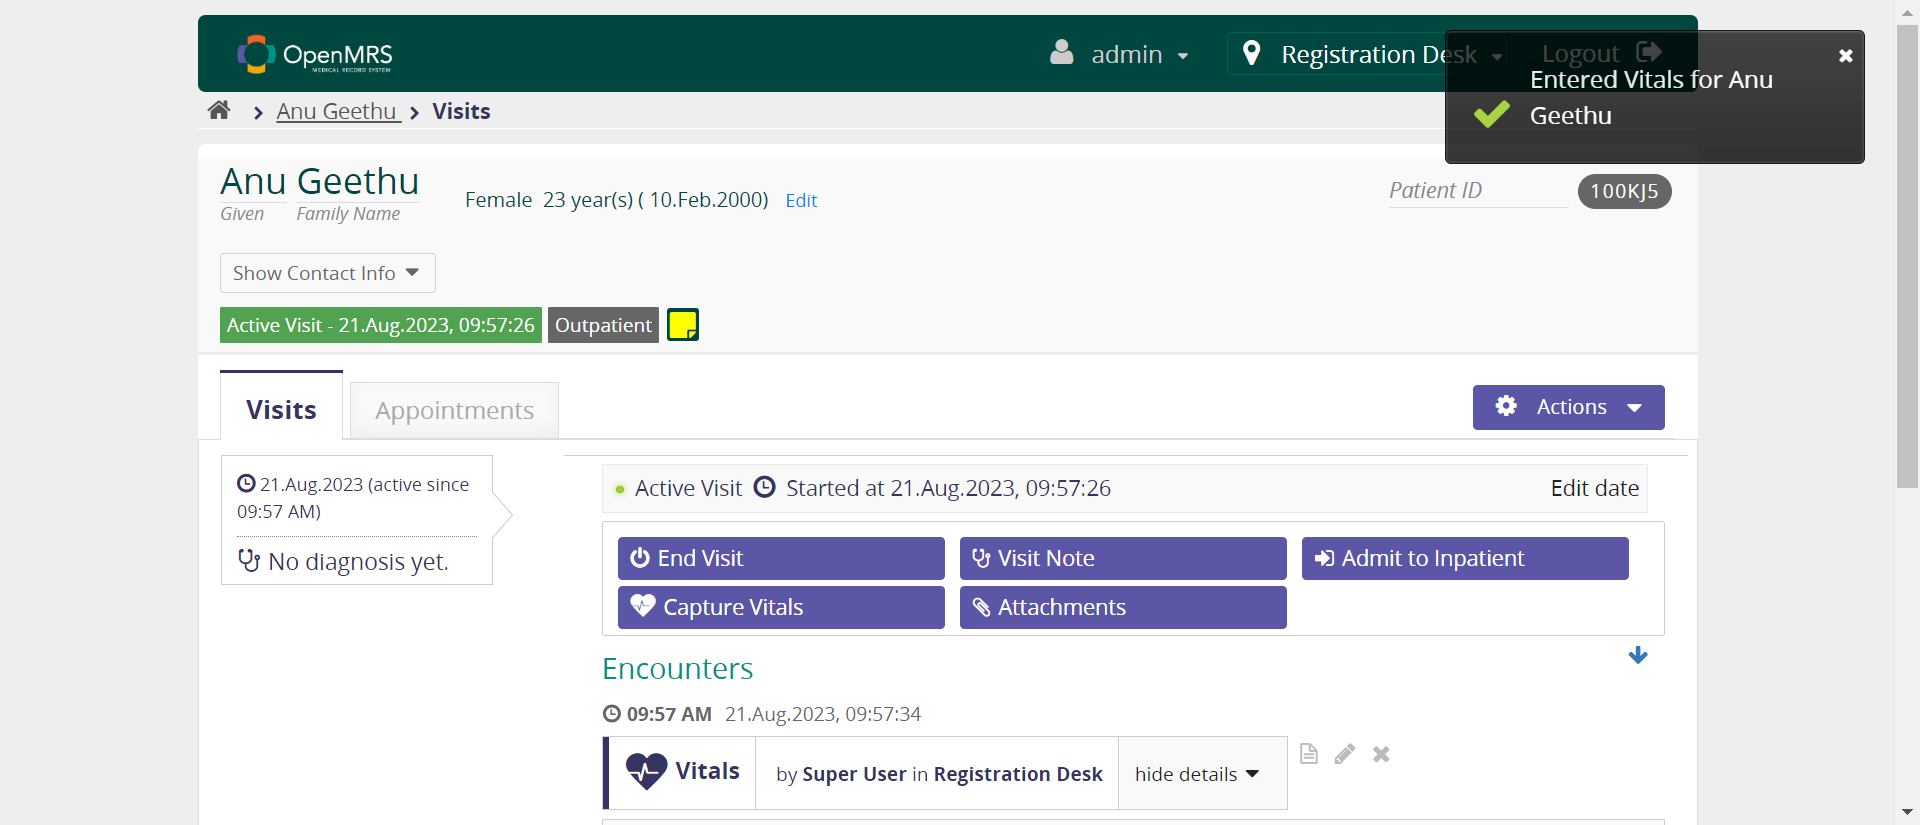 OpenMRS
MEDICAL RECORD SYSTEM
admin
Registration Desk
Logout
Entered Vitals for Anu
Geethu
Anu Geethu
Visits
Anu Geethu
Given
Family Name
Female 23 year(s) ( 10.Feb.2000) Edit
Patient ID
100KJ5
Show Contact Info
Active Visit - 21.Aug.2023, 09:57:26
Outpatient
Visits
Appointments
Actions
21.Aug.2023 (active since
09:57 AM)
No diagnosis yet.
Active Visit Started at 21.Aug.2023, 09:57:26
Edit date
End Visit
Visit Note
Admit to Inpatient
Capture Vitals
Attachments
Encounters
09:57 AM 21.Aug.2023, 09:57:34
Vitals
by Super User in Registration Desk
hide details